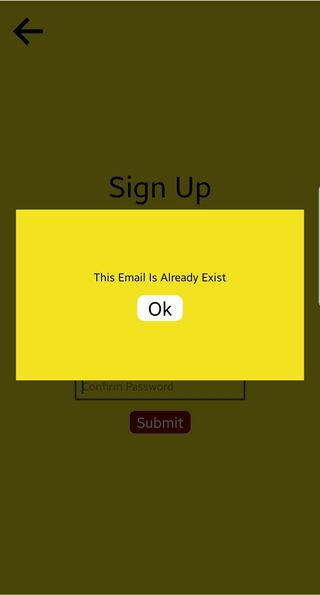 Sign Up
This Email Is Already Exist
Ok
Confirm Password
Submit